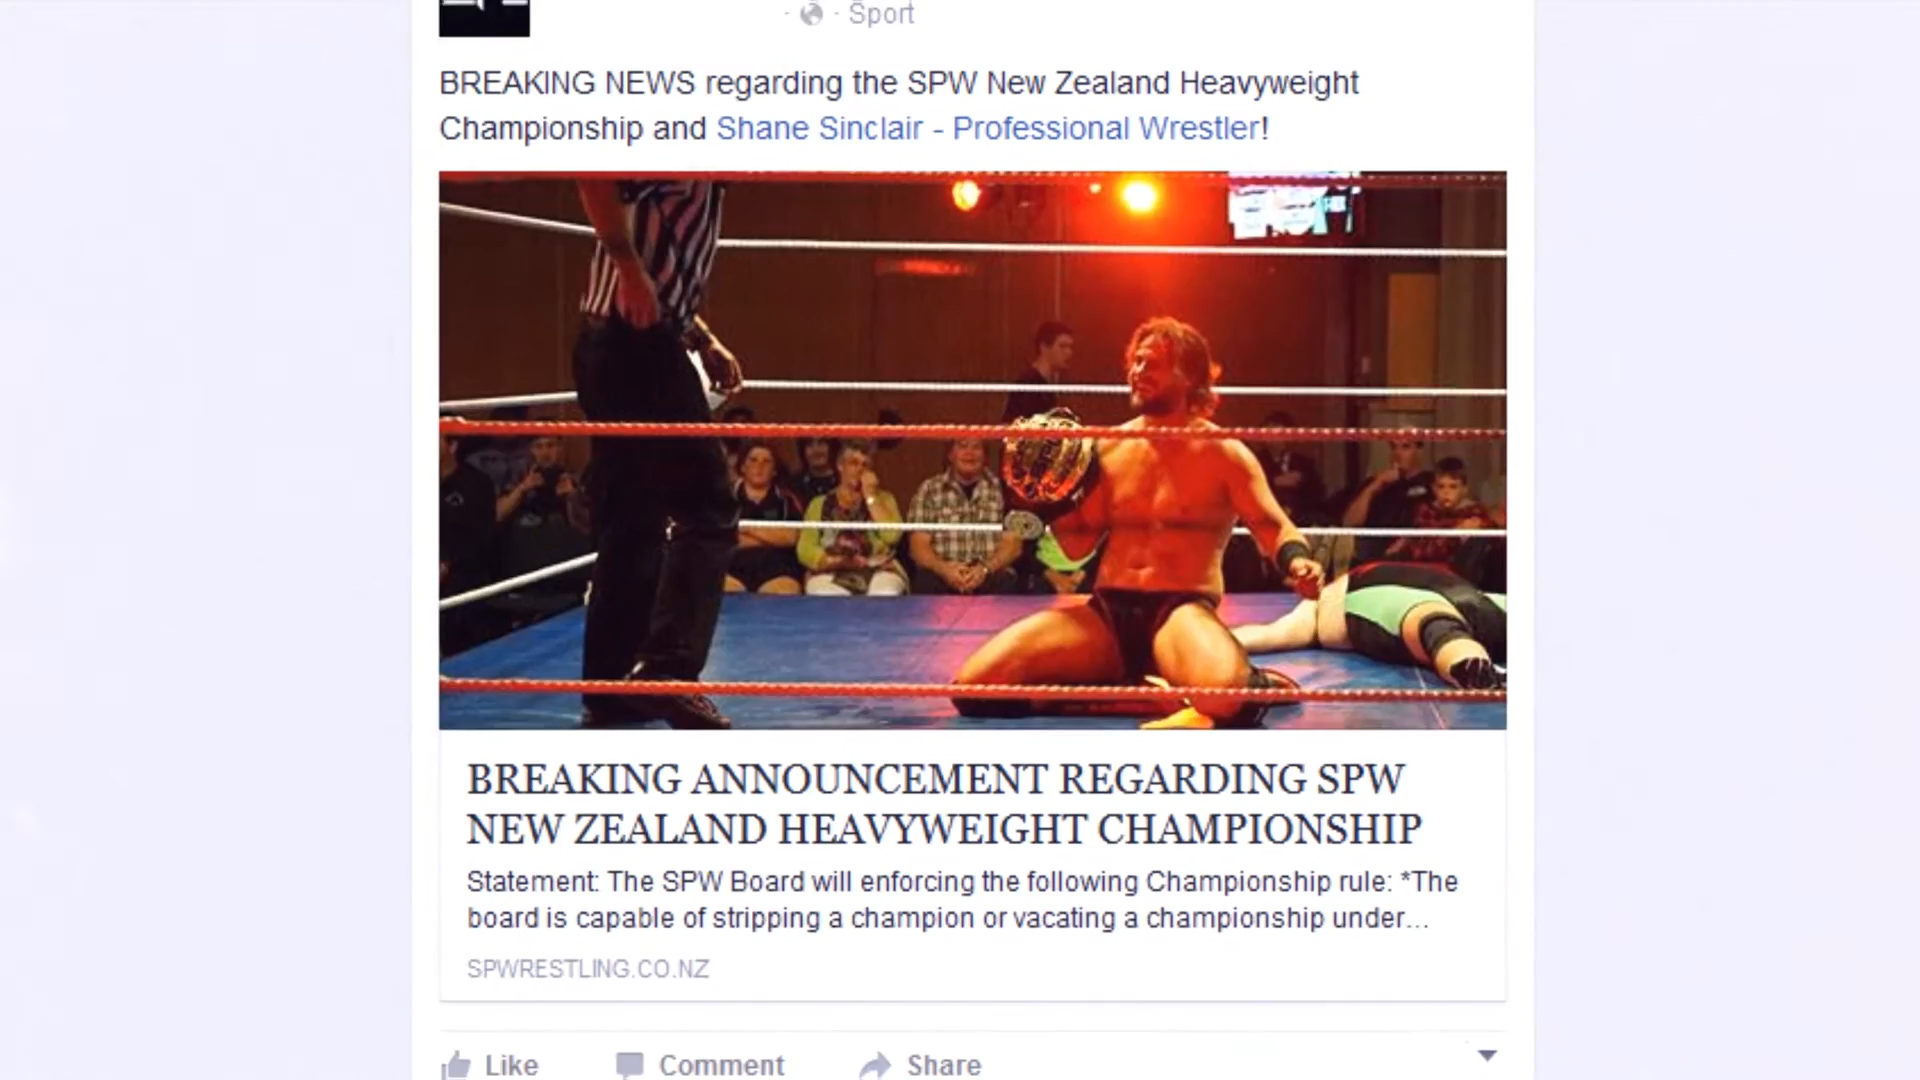 · Sport
BREAKING NEWS regarding the SPW New Zealand Heavyweight
Championship and Shane Sinclair - Professional Wrestler!
BREAKING ANNOUNCEMENT REGARDING SPW
NEW ZEALAND HEAVYWEIGHT CHAMPIONSHIP
Statement: The SPW Board will enforcing the following Championship rule: *The
board is capable of stripping a champion or vacating a championship under...
SPWRESTLING.CO.NZ
Like Comment Share